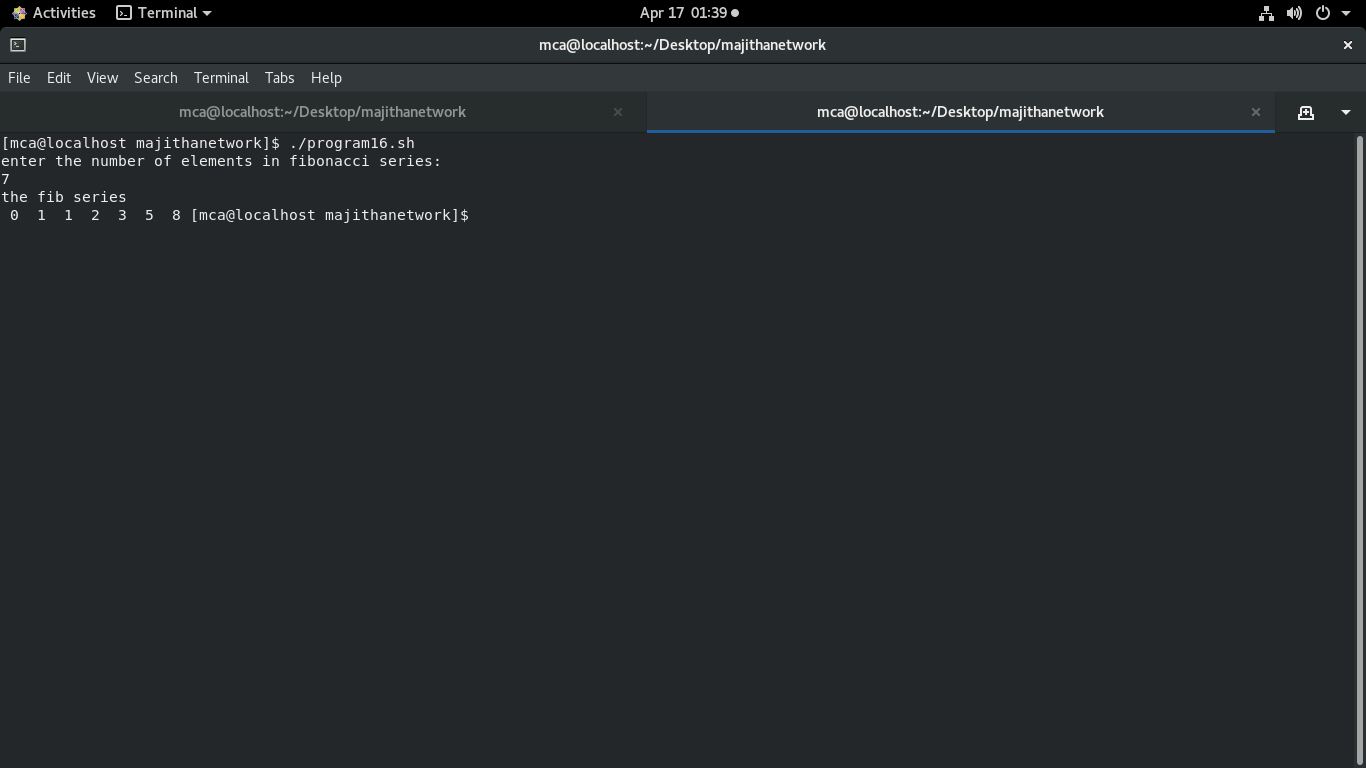 Activities Terminal Apr 17 01:39
mca@localhost:~/Desktop/majithanetwork
File Edit View Search Terminal Tabs Help
mca@localhost:~/Desktop/majithanetwork mca@localhost:~/Desktop/majithanetwork
[mca@localhost majithanetwork]$ ./program16.sh
enter the number of elements in fibonacci series:
7
the fib series
 0  1  1  2  3  5  8 [mca@localhost majithanetwork]$